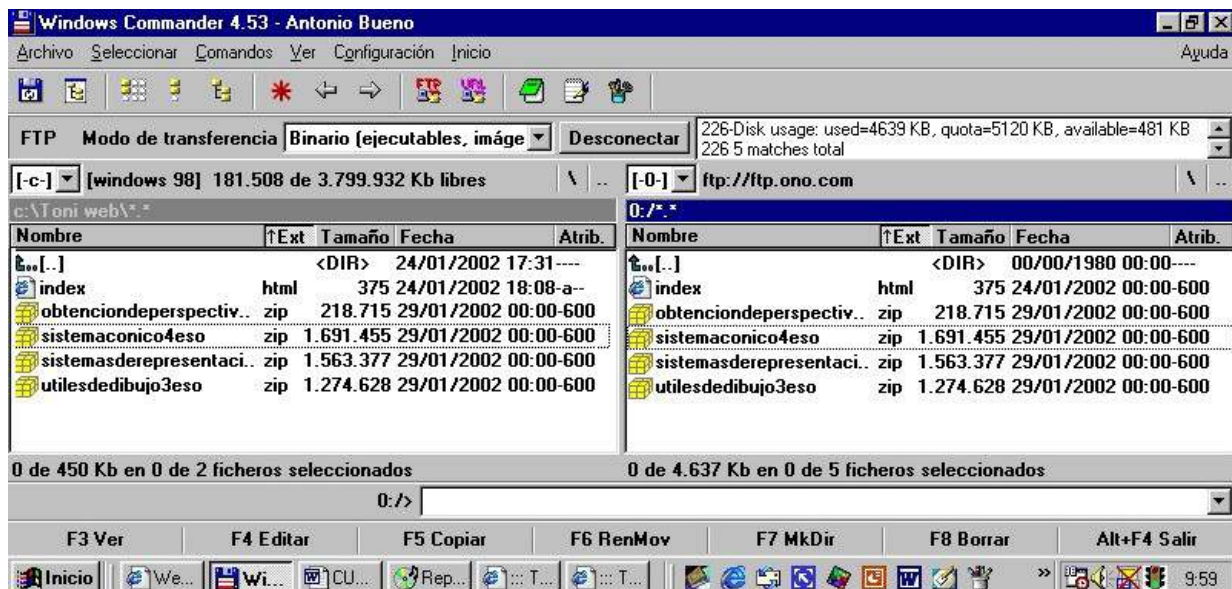 Windows Commander 4.53 - Antonio Bueno
Archivo Seleccionar Comandos Ver Configuración Inicio Ayuda
FTP URL
FTP Modo de transferencia Binario (ejecutables, imáge Desconectar 226-Disk usage: used=4639 KB, quota=5120 KB, available=481 KB
226 5 matches total
[-c-] [windows 98] 181.508 de 3.799.932 Kb libres \ .. [-0-] ftp://ftp.ono.com \ ..
c:\Toni web\*.* 0:/*.*
Nombre ↑Ext Tamaño Fecha Atrib. Nombre ↑Ext Tamaño Fecha Atrib.
[..] <DIR> 24/01/2002 17:31---- [..] <DIR> 00/00/1980 00:00----
index html 375 24/01/2002 18:08-a-- index html 375 24/01/2002 00:00-600
obtenciondeperspectiv.. zip 218.715 29/01/2002 00:00-600 obtenciondeperspectiv.. zip 218.715 29/01/2002 00:00-600
sistemaconico4eso zip 1.691.455 29/01/2002 00:00-600 sistemaconico4eso zip 1.691.455 29/01/2002 00:00-600
sistemasderepresentaci.. zip 1.563.377 29/01/2002 00:00-600 sistemasderepresentaci.. zip 1.563.377 29/01/2002 00:00-600
utilesdedibujo3eso zip 1.274.628 29/01/2002 00:00-600 utilesdedibujo3eso zip 1.274.628 29/01/2002 00:00-600
0 de 450 Kb en 0 de 2 ficheros seleccionados 0 de 4.637 Kb en 0 de 5 ficheros seleccionados
0:/>
F3 Ver F4 Editar F5 Copiar F6 RenMov F7 MkDir F8 Borrar Alt+F4 Salir
Inicio We... Wi... CU... Rep... ::: T... ::: T... » 9:59